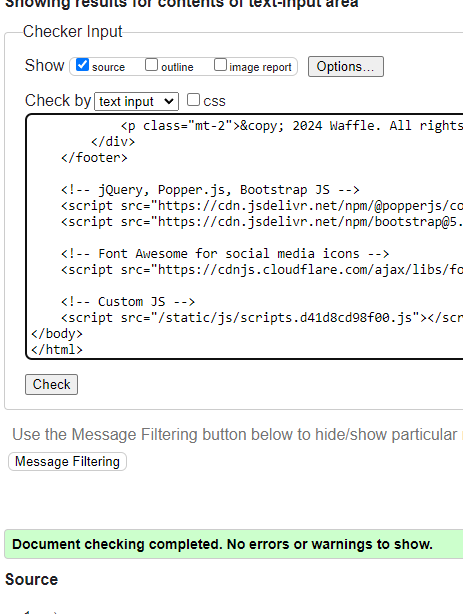 Showing results for contents of text-input area
Checker Input
Show source outline image report Options...
Check by text input css
<p class="mt-2">&copy; 2024 Waffle. All rights
</div>
</footer>
<!-- jQuery, Popper.js, Bootstrap JS -->
<script src="https://cdn.jsdelivr.net/npm/@popperjs/co
<script src="https://cdn.jsdelivr.net/npm/bootstrap@5.
<!-- Font Awesome for social media icons -->
<script src="https://cdnjs.cloudflare.com/ajax/libs/fo
<!-- Custom JS -->
<script src="/static/js/scripts.d41d8cd98f00.js"></scr
</body>
</html>
Check
Use the Message Filtering button below to hide/show particular
Message Filtering
Document checking completed. No errors or warnings to show.
Source